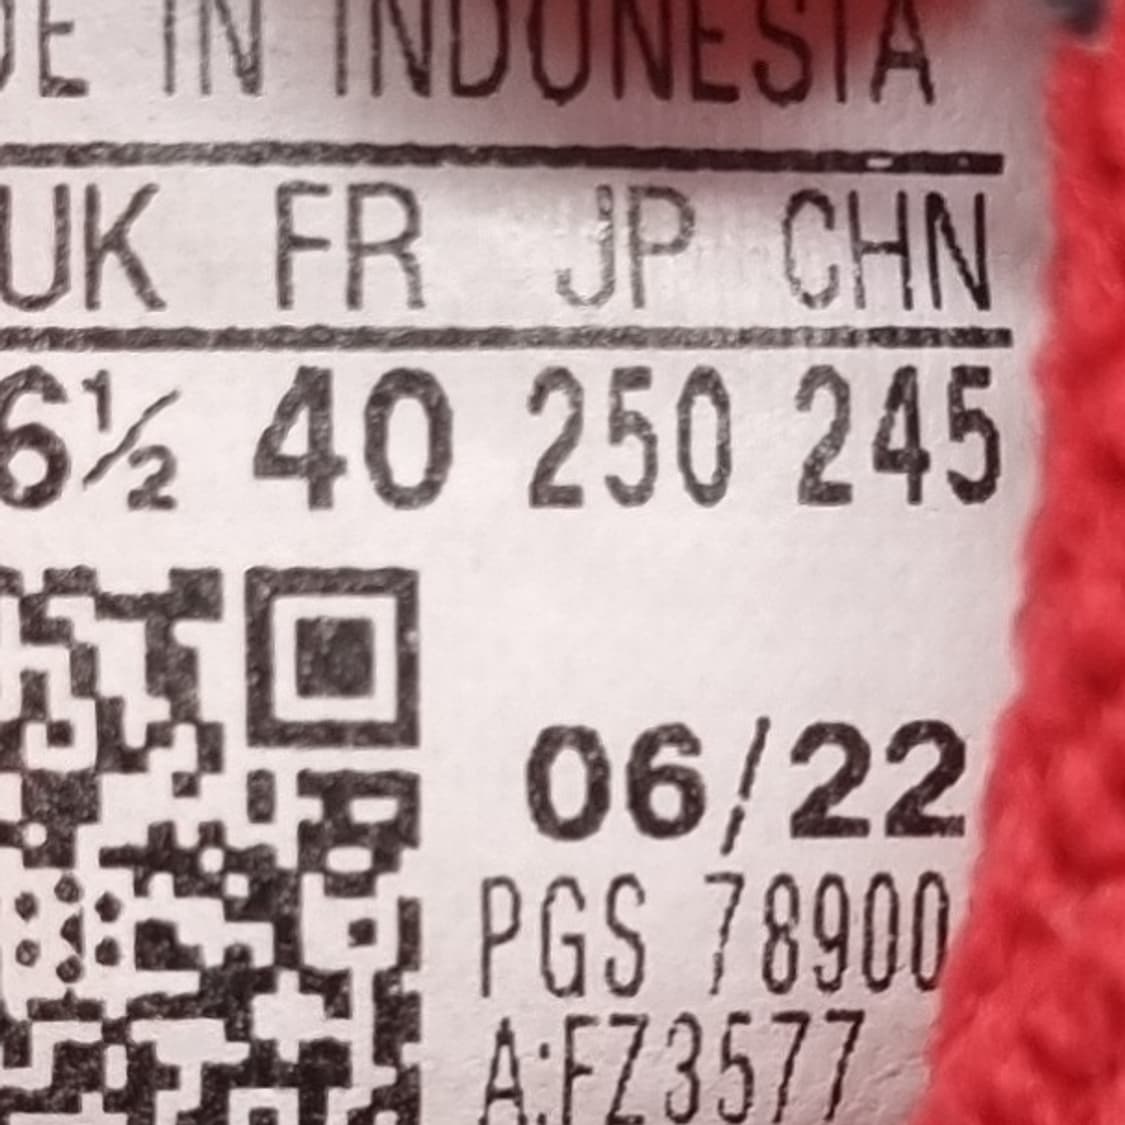 DE IN INDONESIA
UK FR JP CHN
6½ 40 250 245
06/22
PGS 78900
A:FZ3577